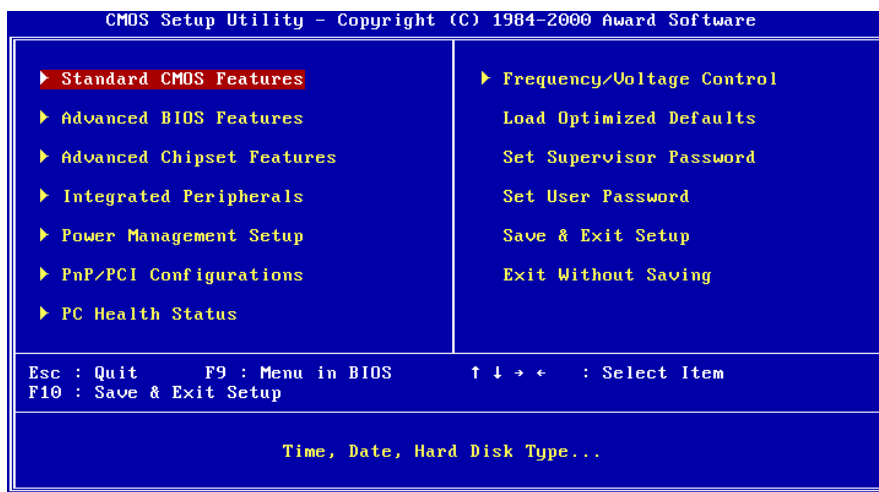 CMOS Setup Utility - Copyright (C) 1984-2000 Award Software
Standard CMOS Features
Advanced BIOS Features
Advanced Chipset Features
Integrated Peripherals
Power Management Setup
PnP/PCI Configurations
PC Health Status
Frequency/Voltage Control
Load Optimized Defaults
Set Supervisor Password
Set User Password
Save & Exit Setup
Exit Without Saving
Esc : Quit F9 : Menu in BIOS ↑ ↓ → ← : Select Item
F10 : Save & Exit Setup
Time, Date, Hard Disk Type...